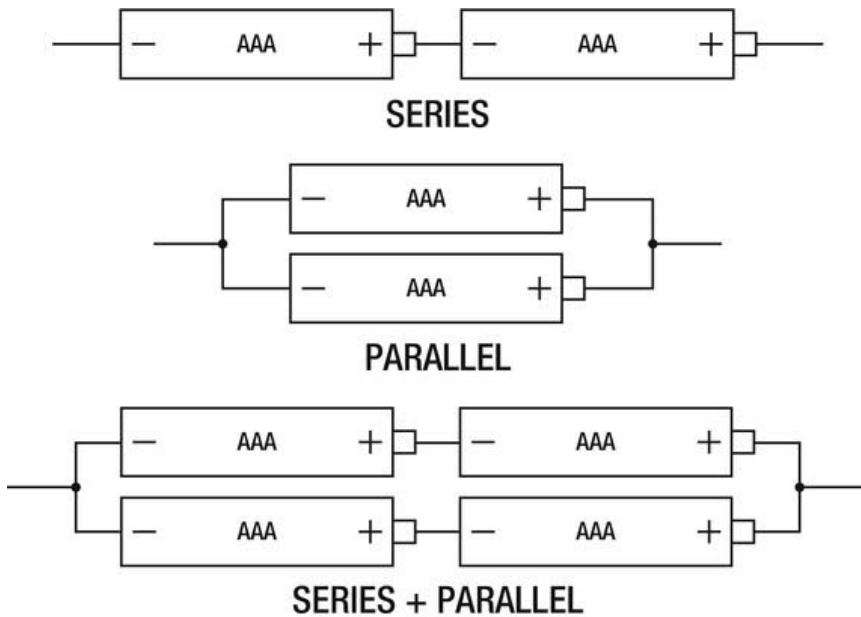 − AAA + − AAA +
SERIES
− AAA +
− AAA +
PARALLEL
− AAA + − AAA +
− AAA + − AAA +
SERIES + PARALLEL